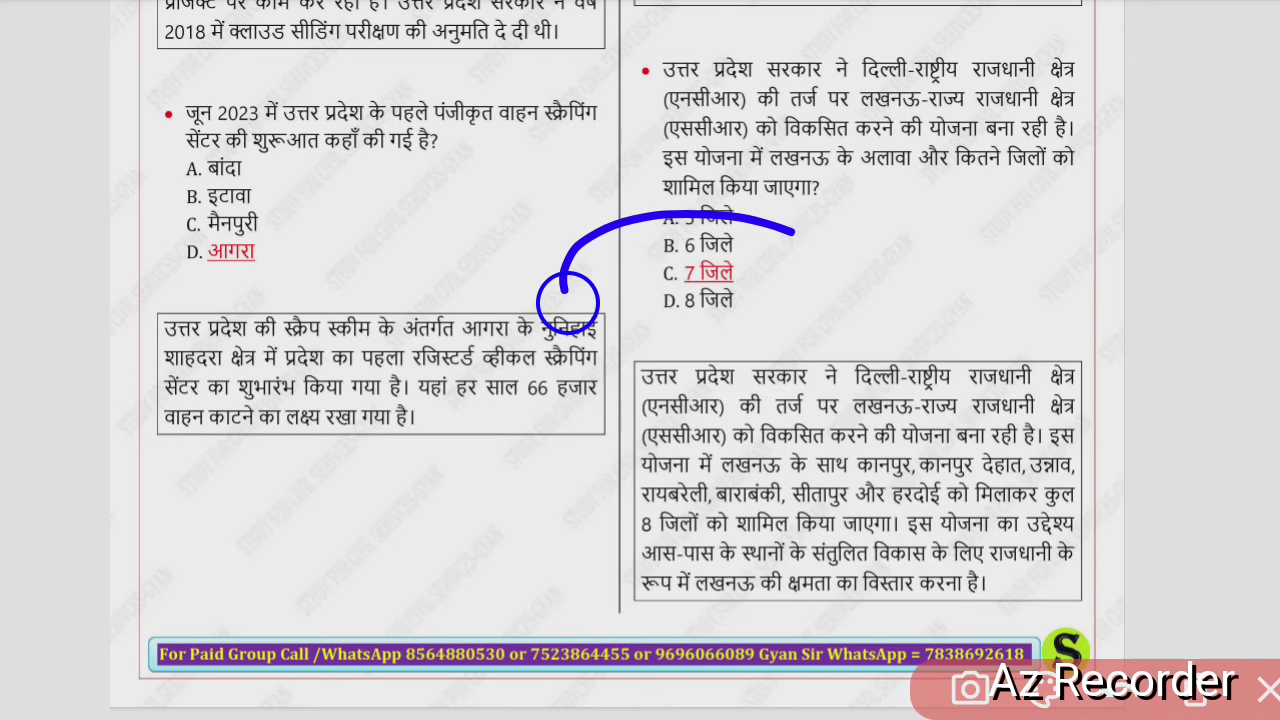 प्रोजेक्ट पर काम कर रही है। उत्तर प्रदेश सरकार ने वर्ष
2018 में क्लाउड सीडिंग परीक्षण की अनुमति दे दी थी।
जून 2023 में उत्तर प्रदेश के पहले पंजीकृत वाहन स्क्रैपिंग
सेंटर की शुरूआत कहाँ की गई है?
A. बांदा
B. इटावा
C. मैनपुरी
D. आगरा
उत्तर प्रदेश की स्क्रैप स्कीम के अंतर्गत आगरा के नुनिहाई
शाहदरा क्षेत्र में प्रदेश का पहला रजिस्टर्ड व्हीकल स्क्रैपिंग
सेंटर का शुभारंभ किया गया है। यहां हर साल 66 हजार
वाहन काटने का लक्ष्य रखा गया है।
उत्तर प्रदेश सरकार ने दिल्ली-राष्ट्रीय राजधानी क्षेत्र
(एनसीआर) की तर्ज पर लखनऊ-राज्य राजधानी क्षेत्र
(एससीआर) को विकसित करने की योजना बना रही है।
इस योजना में लखनऊ के अलावा और कितने जिलों को
शामिल किया जाएगा?
A. 5 जिले
B. 6 जिले
C. 7 जिले
D. 8 जिले
उत्तर प्रदेश सरकार ने दिल्ली-राष्ट्रीय राजधानी क्षेत्र
(एनसीआर) की तर्ज पर लखनऊ-राज्य राजधानी क्षेत्र
(एससीआर) को विकसित करने की योजना बना रही है। इस
योजना में लखनऊ के साथ कानपुर, कानपुर देहात, उन्नाव,
रायबरेली, बाराबंकी, सीतापुर और हरदोई को मिलाकर कुल
8 जिलों को शामिल किया जाएगा। इस योजना का उद्देश्य
आस-पास के स्थानों के संतुलित विकास के लिए राजधानी के
रूप में लखनऊ की क्षमता का विस्तार करना है।
For Paid Group Call /WhatsApp 8564880530 or 7523864455 or 9696066089 Gyan Sir WhatsApp = 7838692618
S
Az Recorder